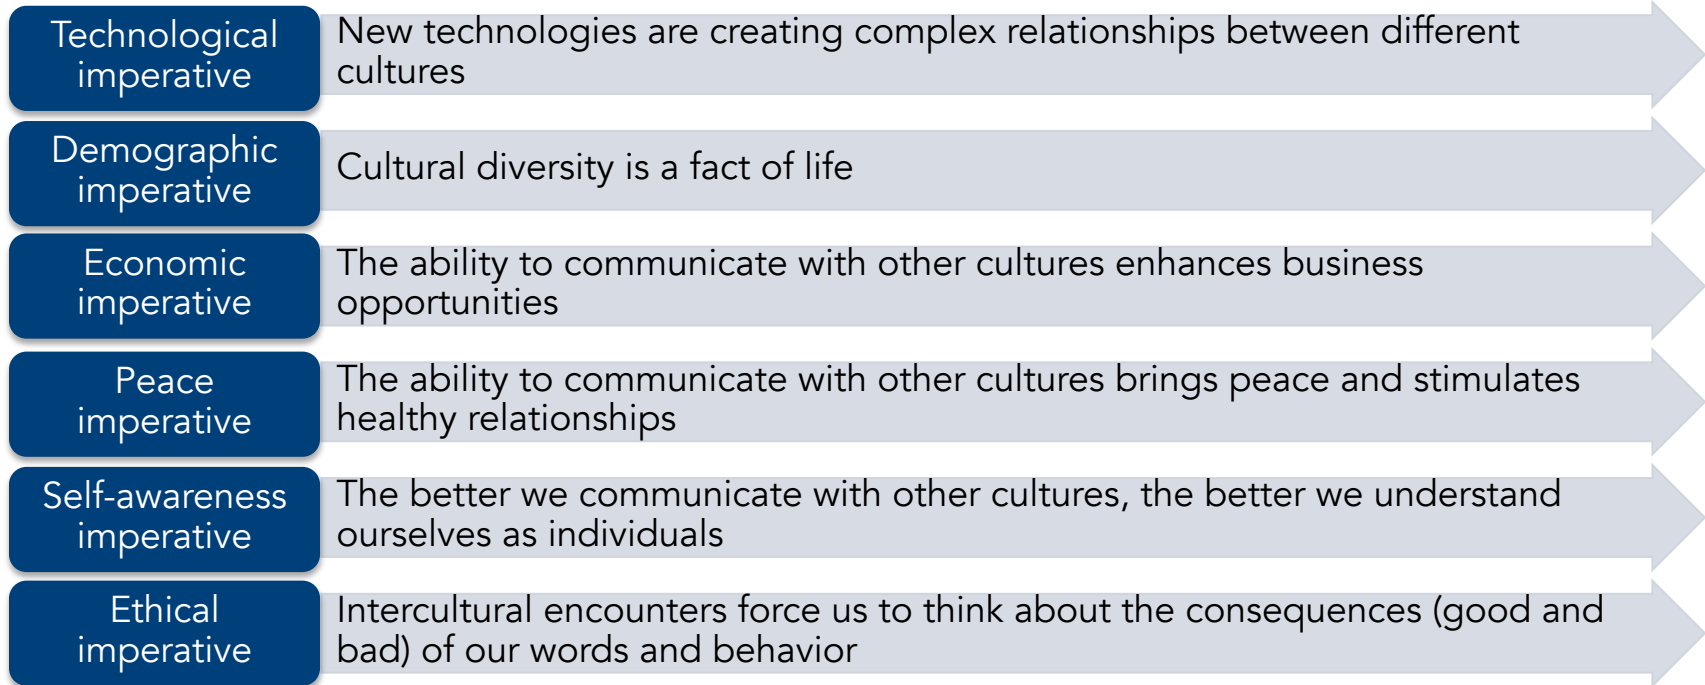 Technological
imperative
New technologies are creating complex relationships between different
cultures
Demographic
imperative
Cultural diversity is a fact of life
Economic
imperative
The ability to communicate with other cultures enhances business
opportunities
Peace
imperative
The ability to communicate with other cultures brings peace and stimulates
healthy relationships
Self-awareness
imperative
The better we communicate with other cultures, the better we understand
ourselves as individuals
Ethical
imperative
Intercultural encounters force us to think about the consequences (good and
bad) of our words and behavior